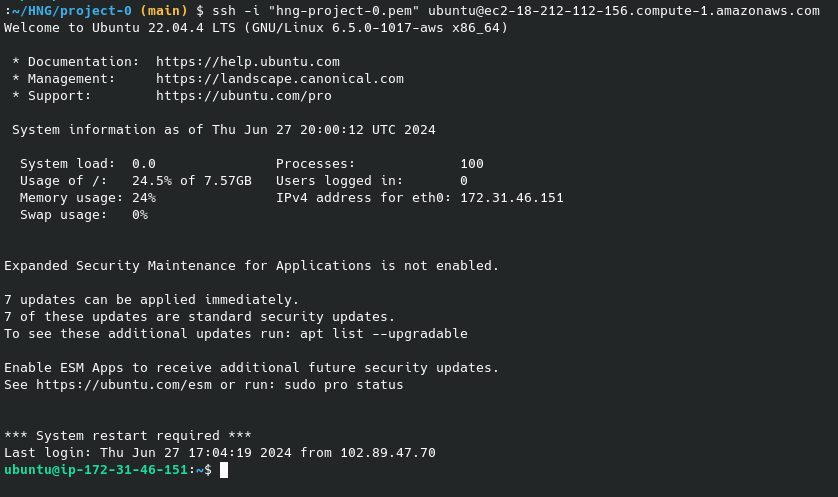 :~/HNG/project-0 (main) $ ssh -i "hng-project-0.pem" ubuntu@ec2-18-212-112-156.compute-1.amazonaws.com
Welcome to Ubuntu 22.04.4 LTS (GNU/Linux 6.5.0-1017-aws x86_64)

 * Documentation:  https://help.ubuntu.com
 * Management:     https://landscape.canonical.com
 * Support:        https://ubuntu.com/pro

 System information as of Thu Jun 27 20:00:12 UTC 2024

  System load:  0.0               Processes:             100
  Usage of /:   24.5% of 7.57GB   Users logged in:       0
  Memory usage: 24%               IPv4 address for eth0: 172.31.46.151
  Swap usage:   0%

Expanded Security Maintenance for Applications is not enabled.

7 updates can be applied immediately.
7 of these updates are standard security updates.
To see these additional updates run: apt list --upgradable

Enable ESM Apps to receive additional future security updates.
See https://ubuntu.com/esm or run: sudo pro status

*** System restart required ***
Last login: Thu Jun 27 17:04:19 2024 from 102.89.47.70
ubuntu@ip-172-31-46-151:~$